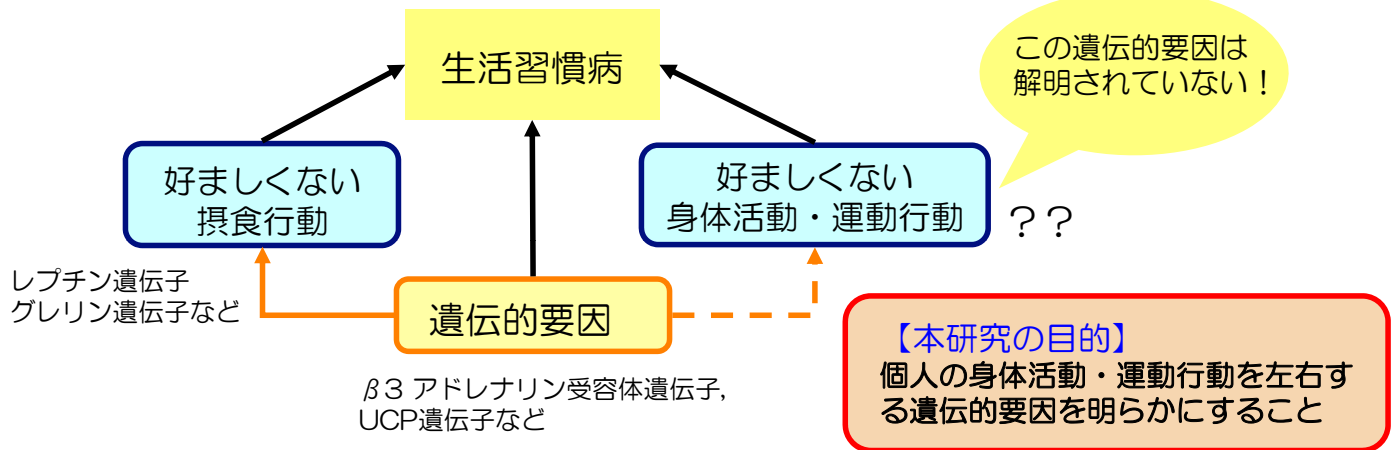 生活習慣病
この遺伝的要因は
解明されていない！
好ましくない
摂食行動
好ましくない
身体活動・運動行動
？？
レプチン遺伝子
グレリン遺伝子など
遺伝的要因
β３アドレナリン受容体遺伝子,
UCP遺伝子など
【本研究の目的】
個人の身体活動・運動行動を左右す
る遺伝的要因を明らかにすること